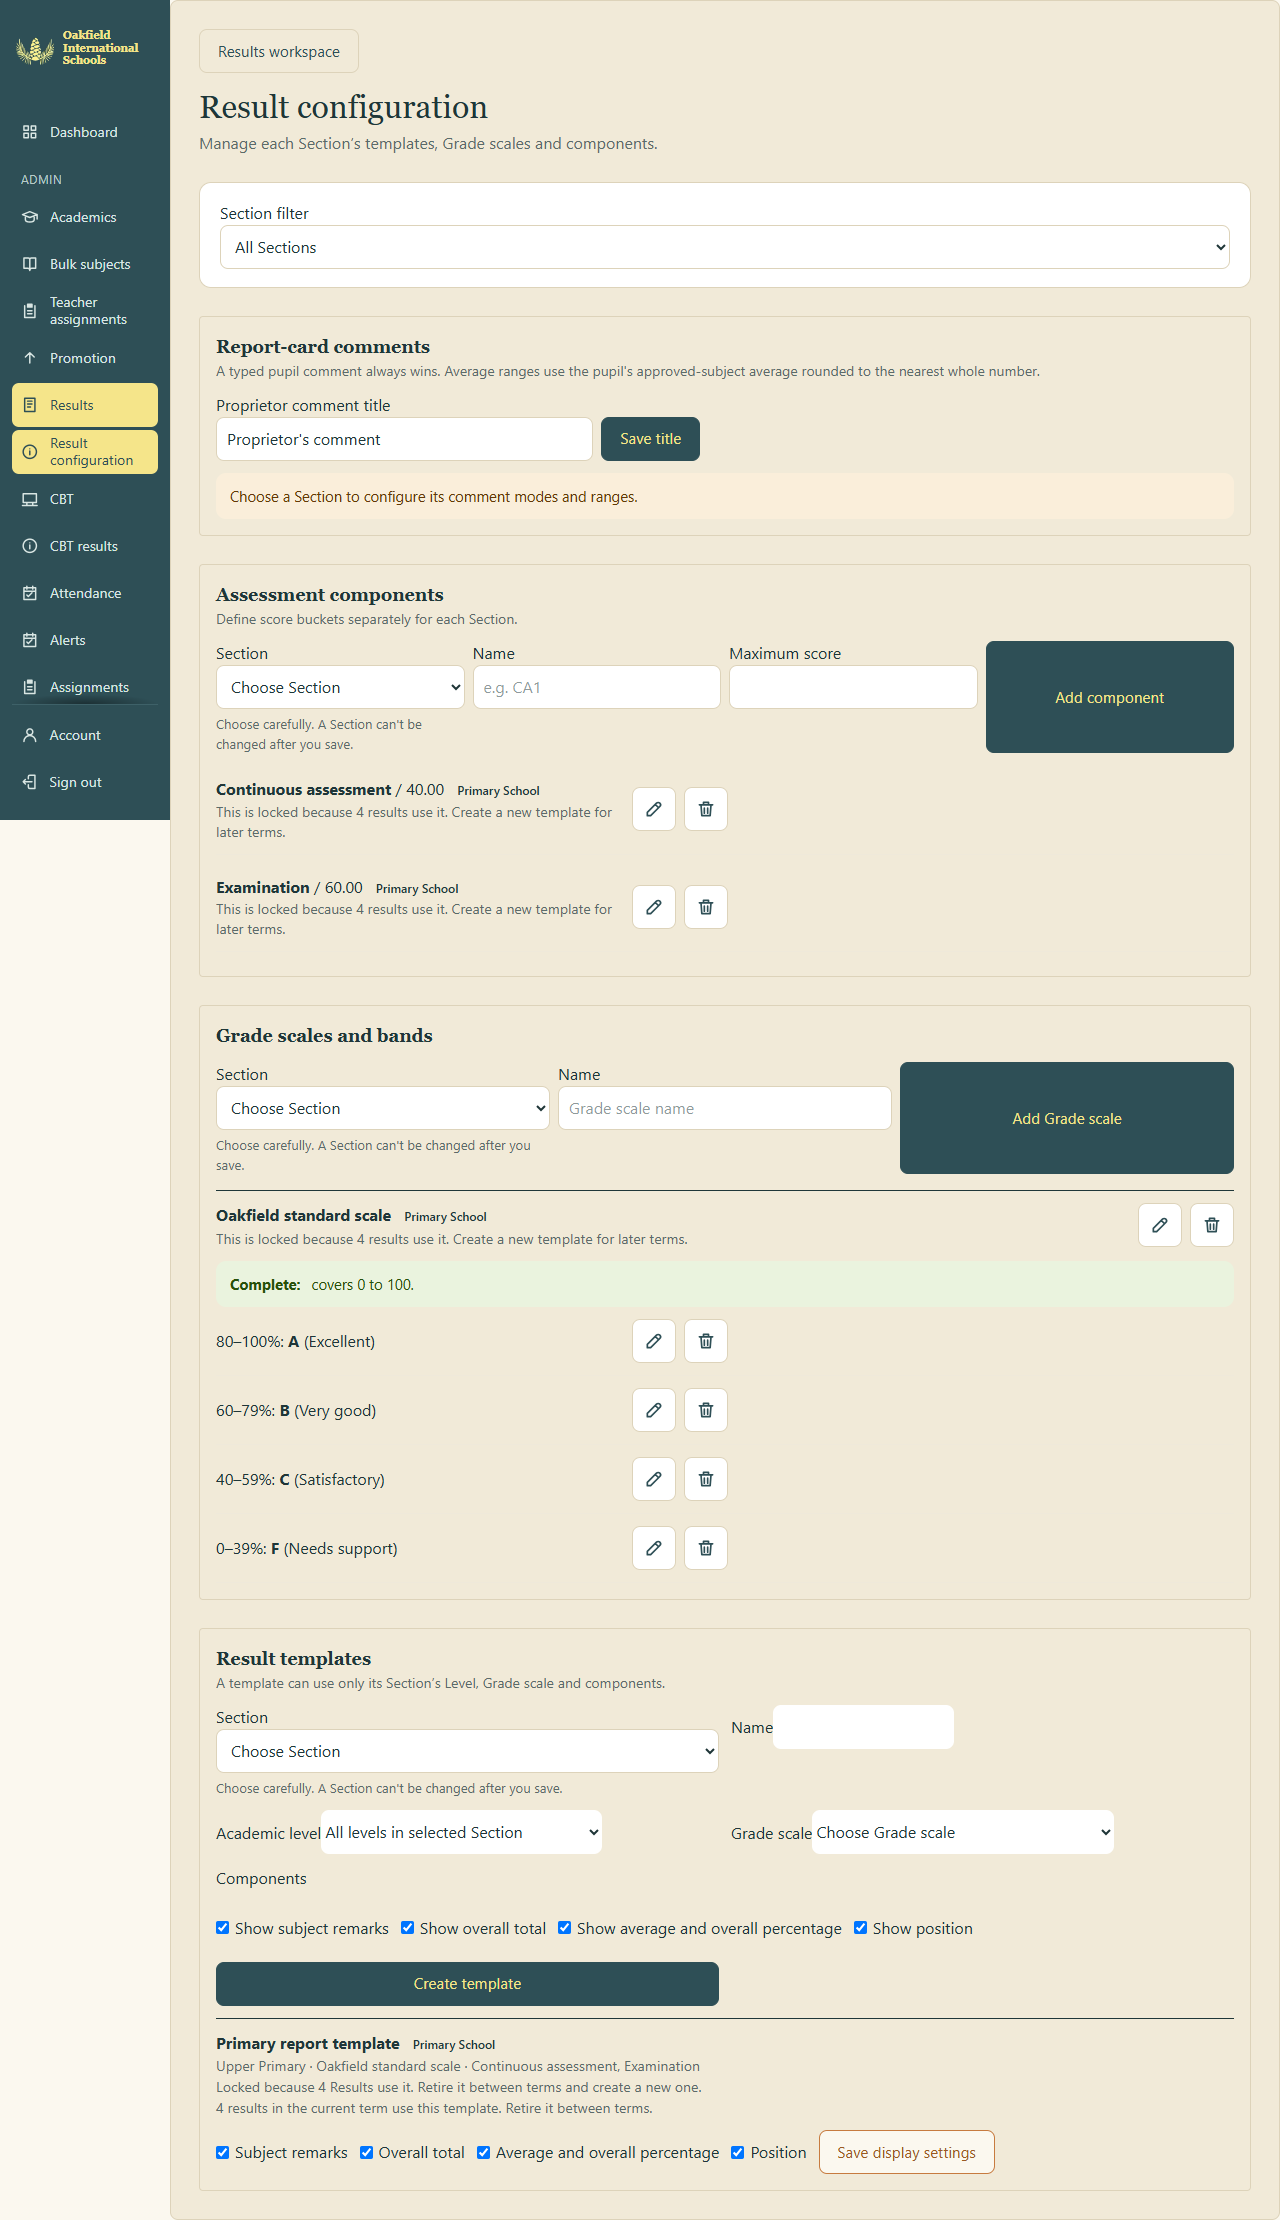 Oakfield
International
Schools
Dashboard
ADMIN
Academics
Bulk subjects
Teacher
assignments
Promotion
Results
Result
configuration
CBT
CBT results
Attendance
Alerts
Assignments
Account
Sign out
Results workspace
Result configuration
Manage each Section’s templates, Grade scales and components.
Section filter
All Sections
Report-card comments
A typed pupil comment always wins. Average ranges use the pupil's approved-subject average rounded to the nearest whole number.
Proprietor comment title
Proprietor's comment
Save title
Choose a Section to configure its comment modes and ranges.
Assessment components
Define score buckets separately for each Section.
Section
Name
Maximum score
Choose Section
e.g. CA1
Add component
Choose carefully. A Section can't be
changed after you save.
Continuous assessment / 40.00 Primary School
This is locked because 4 results use it. Create a new template for
later terms.
Examination / 60.00 Primary School
This is locked because 4 results use it. Create a new template for
later terms.
Grade scales and bands
Section
Name
Choose Section
Grade scale name
Add Grade scale
Choose carefully. A Section can't be changed after you
save.
Oakfield standard scale Primary School
This is locked because 4 results use it. Create a new template for later terms.
Complete: covers 0 to 100.
80–100%: A (Excellent)
60–79%: B (Very good)
40–59%: C (Satisfactory)
0–39%: F (Needs support)
Result templates
A template can use only its Section’s Level, Grade scale and components.
Section
Name
Choose Section
Choose carefully. A Section can't be changed after you save.
Academic level All levels in selected Section
Grade scale Choose Grade scale
Components
Show subject remarks Show overall total Show average and overall percentage Show position
Create template
Primary report template Primary School
Upper Primary · Oakfield standard scale · Continuous assessment, Examination
Locked because 4 Results use it. Retire it between terms and create a new one.
4 results in the current term use this template. Retire it between terms.
Subject remarks Overall total Average and overall percentage Position Save display settings